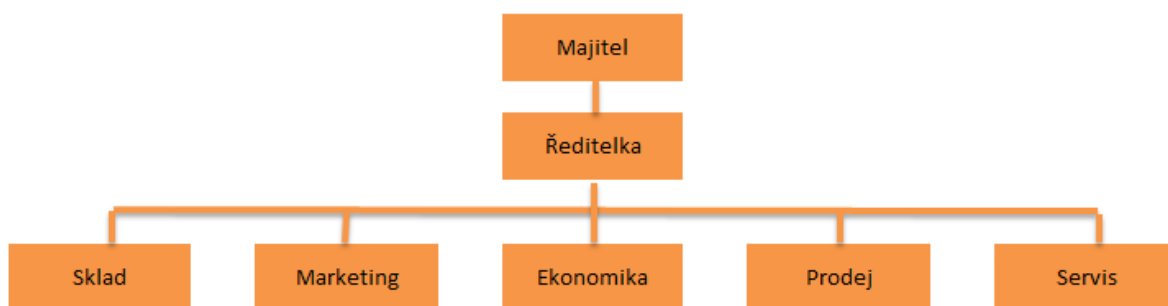 Majitel
Ředitelka
Sklad
Marketing
Ekonomika
Prodej
Servis